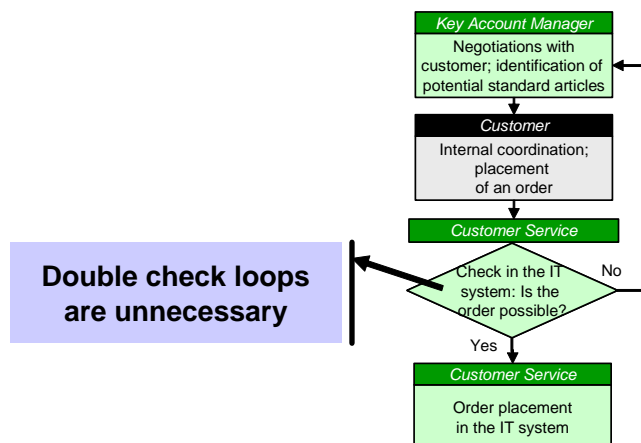 Key Account Manager
Negotiations with
customer; identification of
potential standard articles
Customer
Internal coordination;
placement
of an order
Customer Service
Double check loops
are unnecessary
Check in the IT
system: Is the
order possible?
No
Yes
Customer Service
Order placement
in the IT system